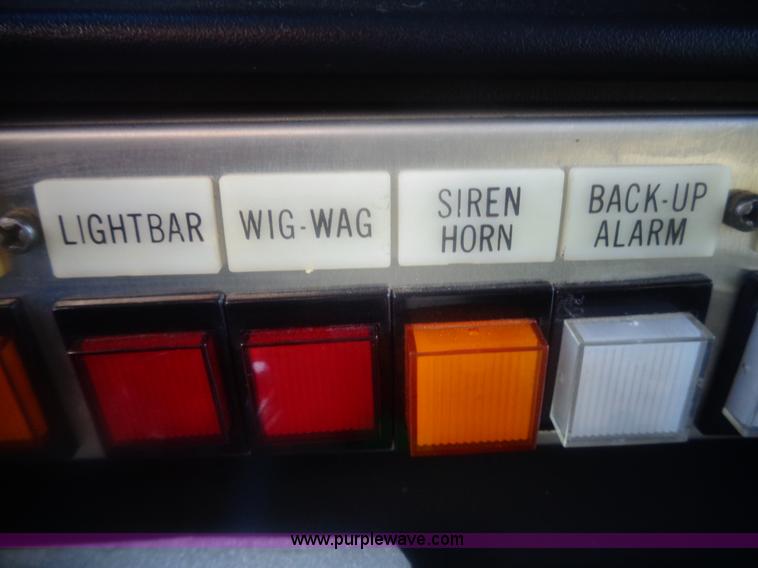 LIGHTBAR
WIG-WAG
SIREN
HORN
BACK-UP
ALARM
www.purplewave.com